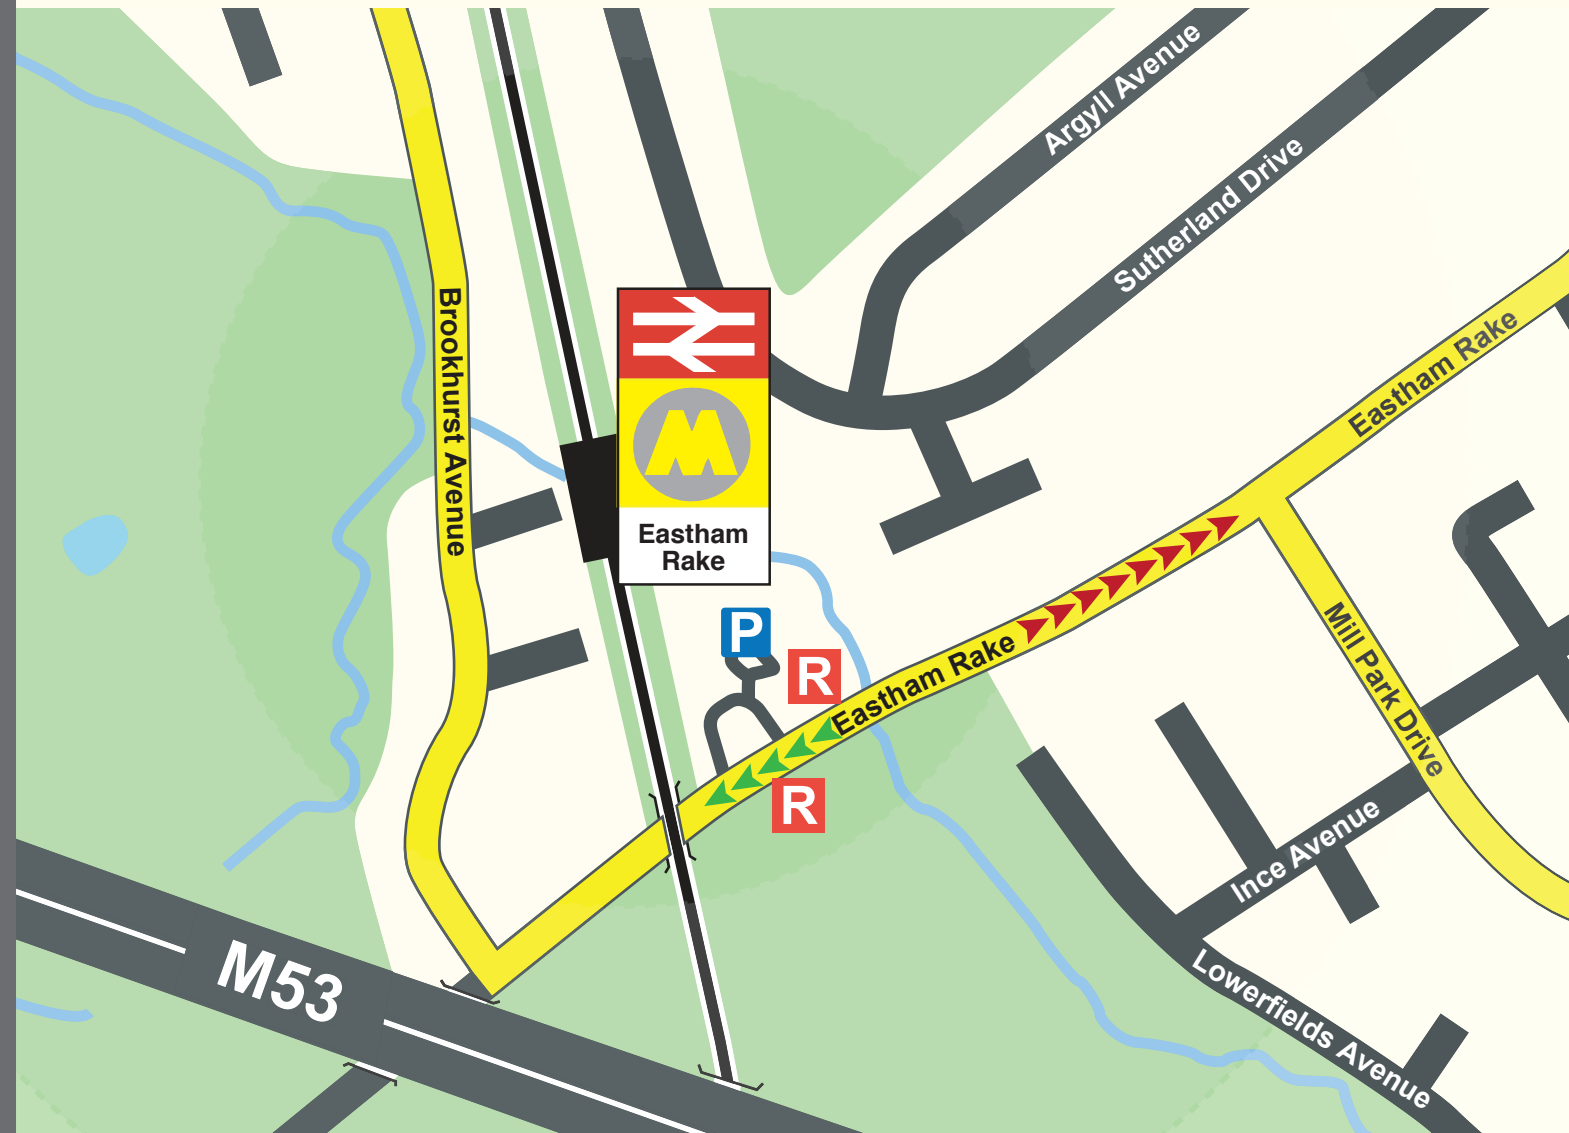 Argyll Avenue
Sutherland Drive
Brookhurst Avenue
M
Eastham
Rake
Eastham Rake
P
R
Eastham Rake
R
Mill Park Drive
Ince Avenue
M53
Lowerfields Avenue